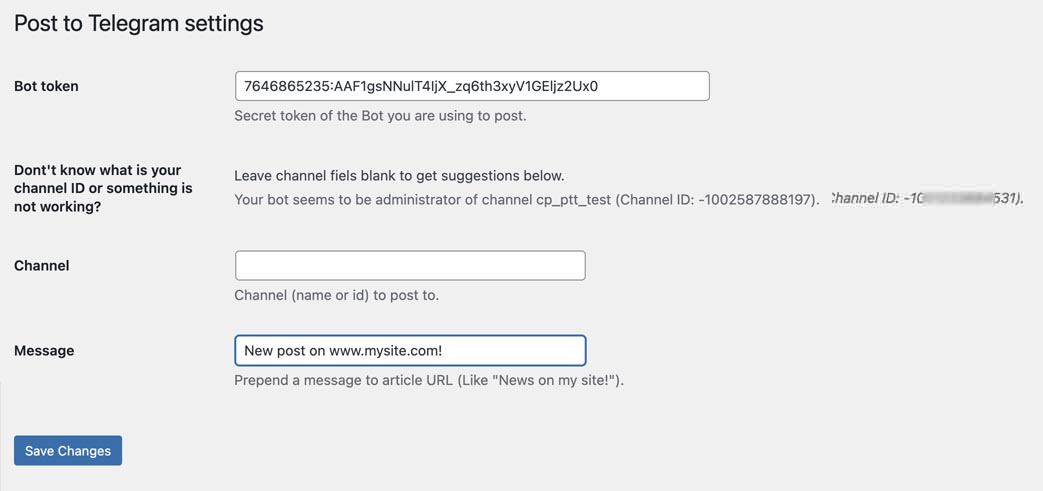 Post to Telegram settings
Bot token
7646865235:AAF1gsNNulT4ljX_zq6th3xyV1GEljz2Ux0
Secret token of the Bot you are using to post.
Dont't know what is your
channel ID or something is
not working?
Leave channel fiels blank to get suggestions below.
Your bot seems to be administrator of channel cp_ptt_test (Channel ID: -1002587888197).
Channel ID: -10 531).
Channel
Channel (name or id) to post to.
Message
New post on www.mysite.com!
Prepend a message to article URL (Like "News on my site!").
Save Changes